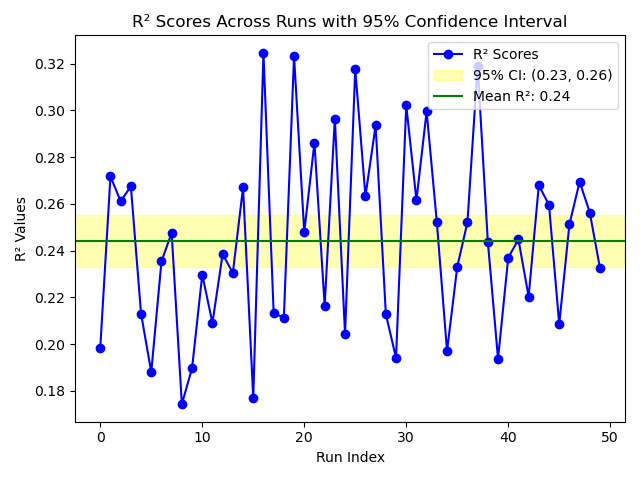 R² Scores Across Runs with 95% Confidence Interval
R² Scores
95% CI: (0.23, 0.26)
Mean R²: 0.24
R² Values
0.32
0.30
0.28
0.26
0.24
0.22
0.20
0.18
0 10 20 30 40 50
Run Index